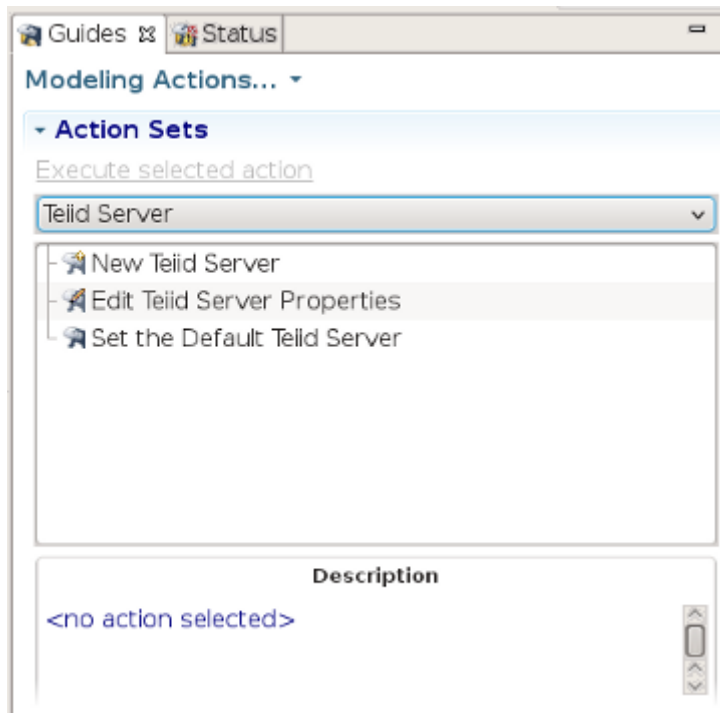 Guides Status
Modeling Actions...
Action Sets
Execute selected action
Teiid Server
New Teiid Server
Edit Teiid Server Properties
Set the Default Teiid Server
Description
<no action selected>